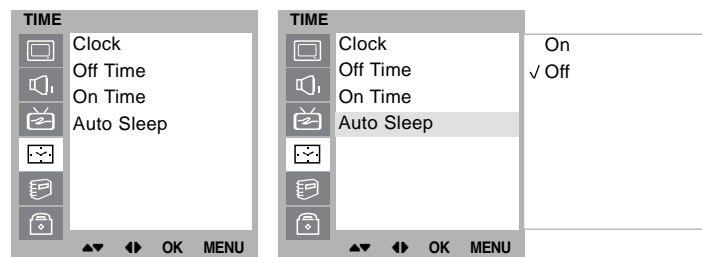 TIME
Clock
Off Time
On Time
Auto Sleep
▲▼ ◀▶ OK MENU
TIME
Clock
Off Time
On Time
Auto Sleep
▲▼ ◀▶ OK MENU
On
√ Off